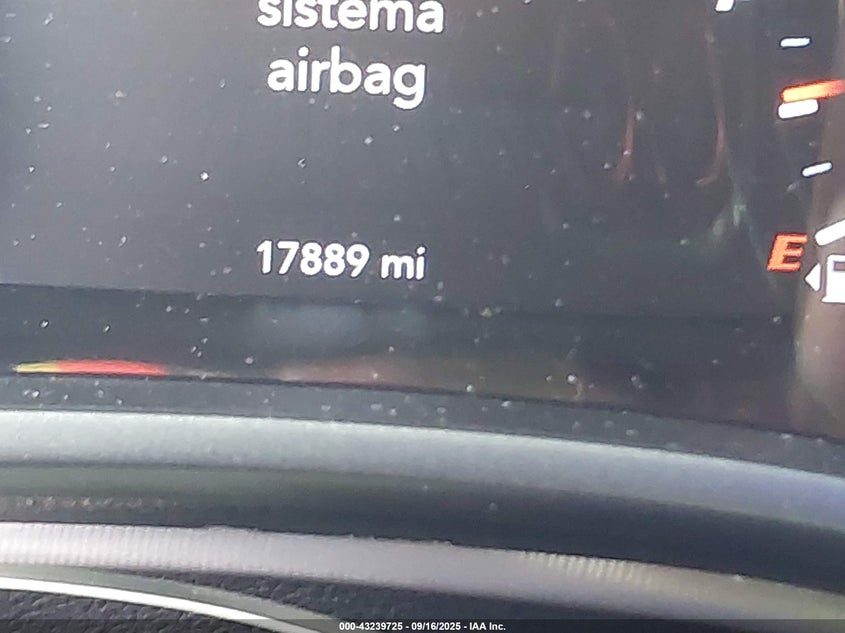 sistema
airbag
17889 mi
E
000-43239725 - 09/16/2025 - IAA Inc.